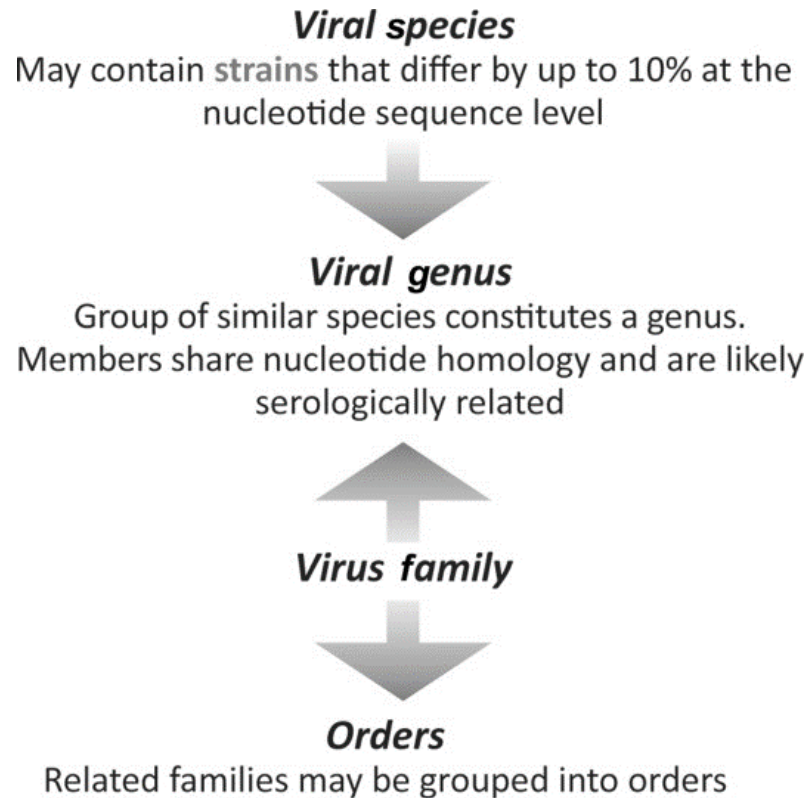 Viral species
May contain strains that differ by up to 10% at the
nucleotide sequence level
Viral genus
Group of similar species constitutes a genus.
Members share nucleotide homology and are likely
serologically related
Virus family
Orders
Related families may be grouped into orders